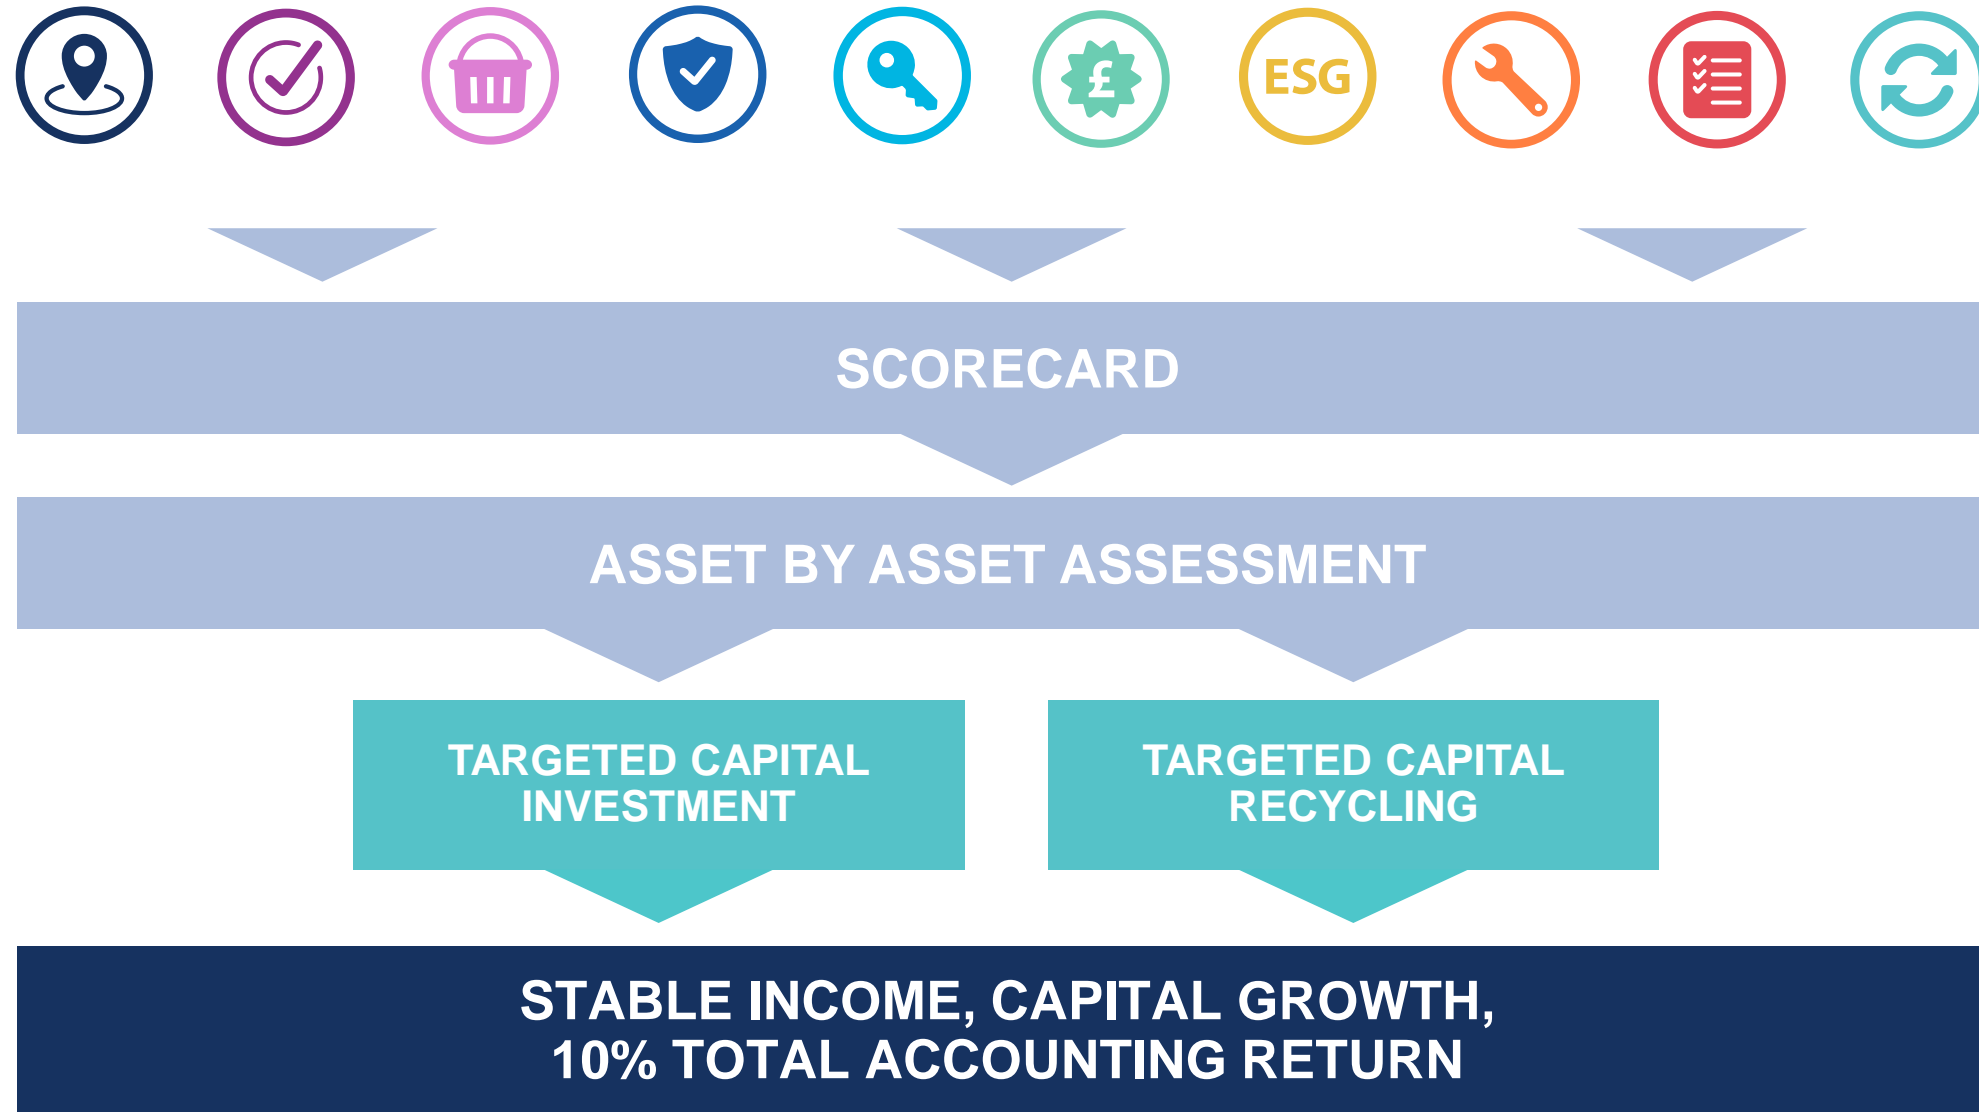 £
ESG
SCORECARD
ASSET BY ASSET ASSESSMENT
TARGETED CAPITAL
INVESTMENT
TARGETED CAPITAL
RECYCLING
STABLE INCOME, CAPITAL GROWTH,
10% TOTAL ACCOUNTING RETURN